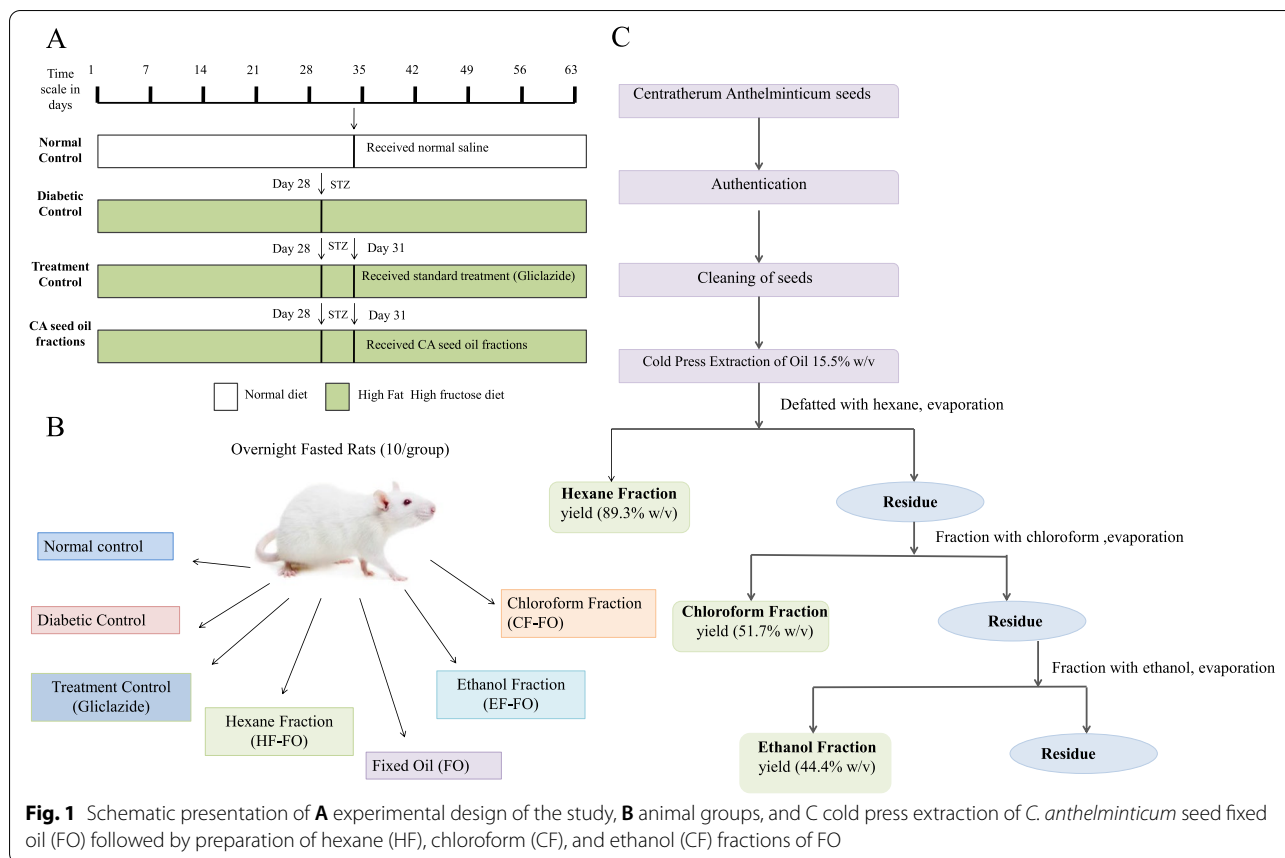 A
Time
scale in
days
1 7 14 21 28 35 42 49 56 63
Normal
Control
Received normal saline
Day 28 STZ
Diabetic
Control
Day 28 STZ Day 31
Treatment
Control
Received standard treatment (Gliclazide)
Day 28 STZ Day 31
CA seed oil
fractions
Received CA seed oil fractions
Normal diet High Fat High fructose diet
B
Overnight Fasted Rats (10/group)
Normal control
Diabetic Control
Treatment Control
(Gliclazide)
Hexane Fraction
(HF-FO)
Fixed Oil (FO)
Ethanol Fraction
(EF-FO)
Chloroform Fraction
(CF-FO)
C
Centratherum Anthelminticum seeds
Authentication
Cleaning of seeds
Cold Press Extraction of Oil 15.5% w/v
Defatted with hexane, evaporation
Hexane Fraction
yield (89.3% w/v)
Residue
Fraction with chloroform ,evaporation
Chloroform Fraction
yield (51.7% w/v)
Residue
Fraction with ethanol, evaporation
Ethanol Fraction
yield (44.4% w/v)
Residue
Fig. 1 Schematic presentation of A experimental design of the study, B animal groups, and C cold press extraction of C. anthelminticum seed fixed
oil (FO) followed by preparation of hexane (HF), chloroform (CF), and ethanol (CF) fractions of FO